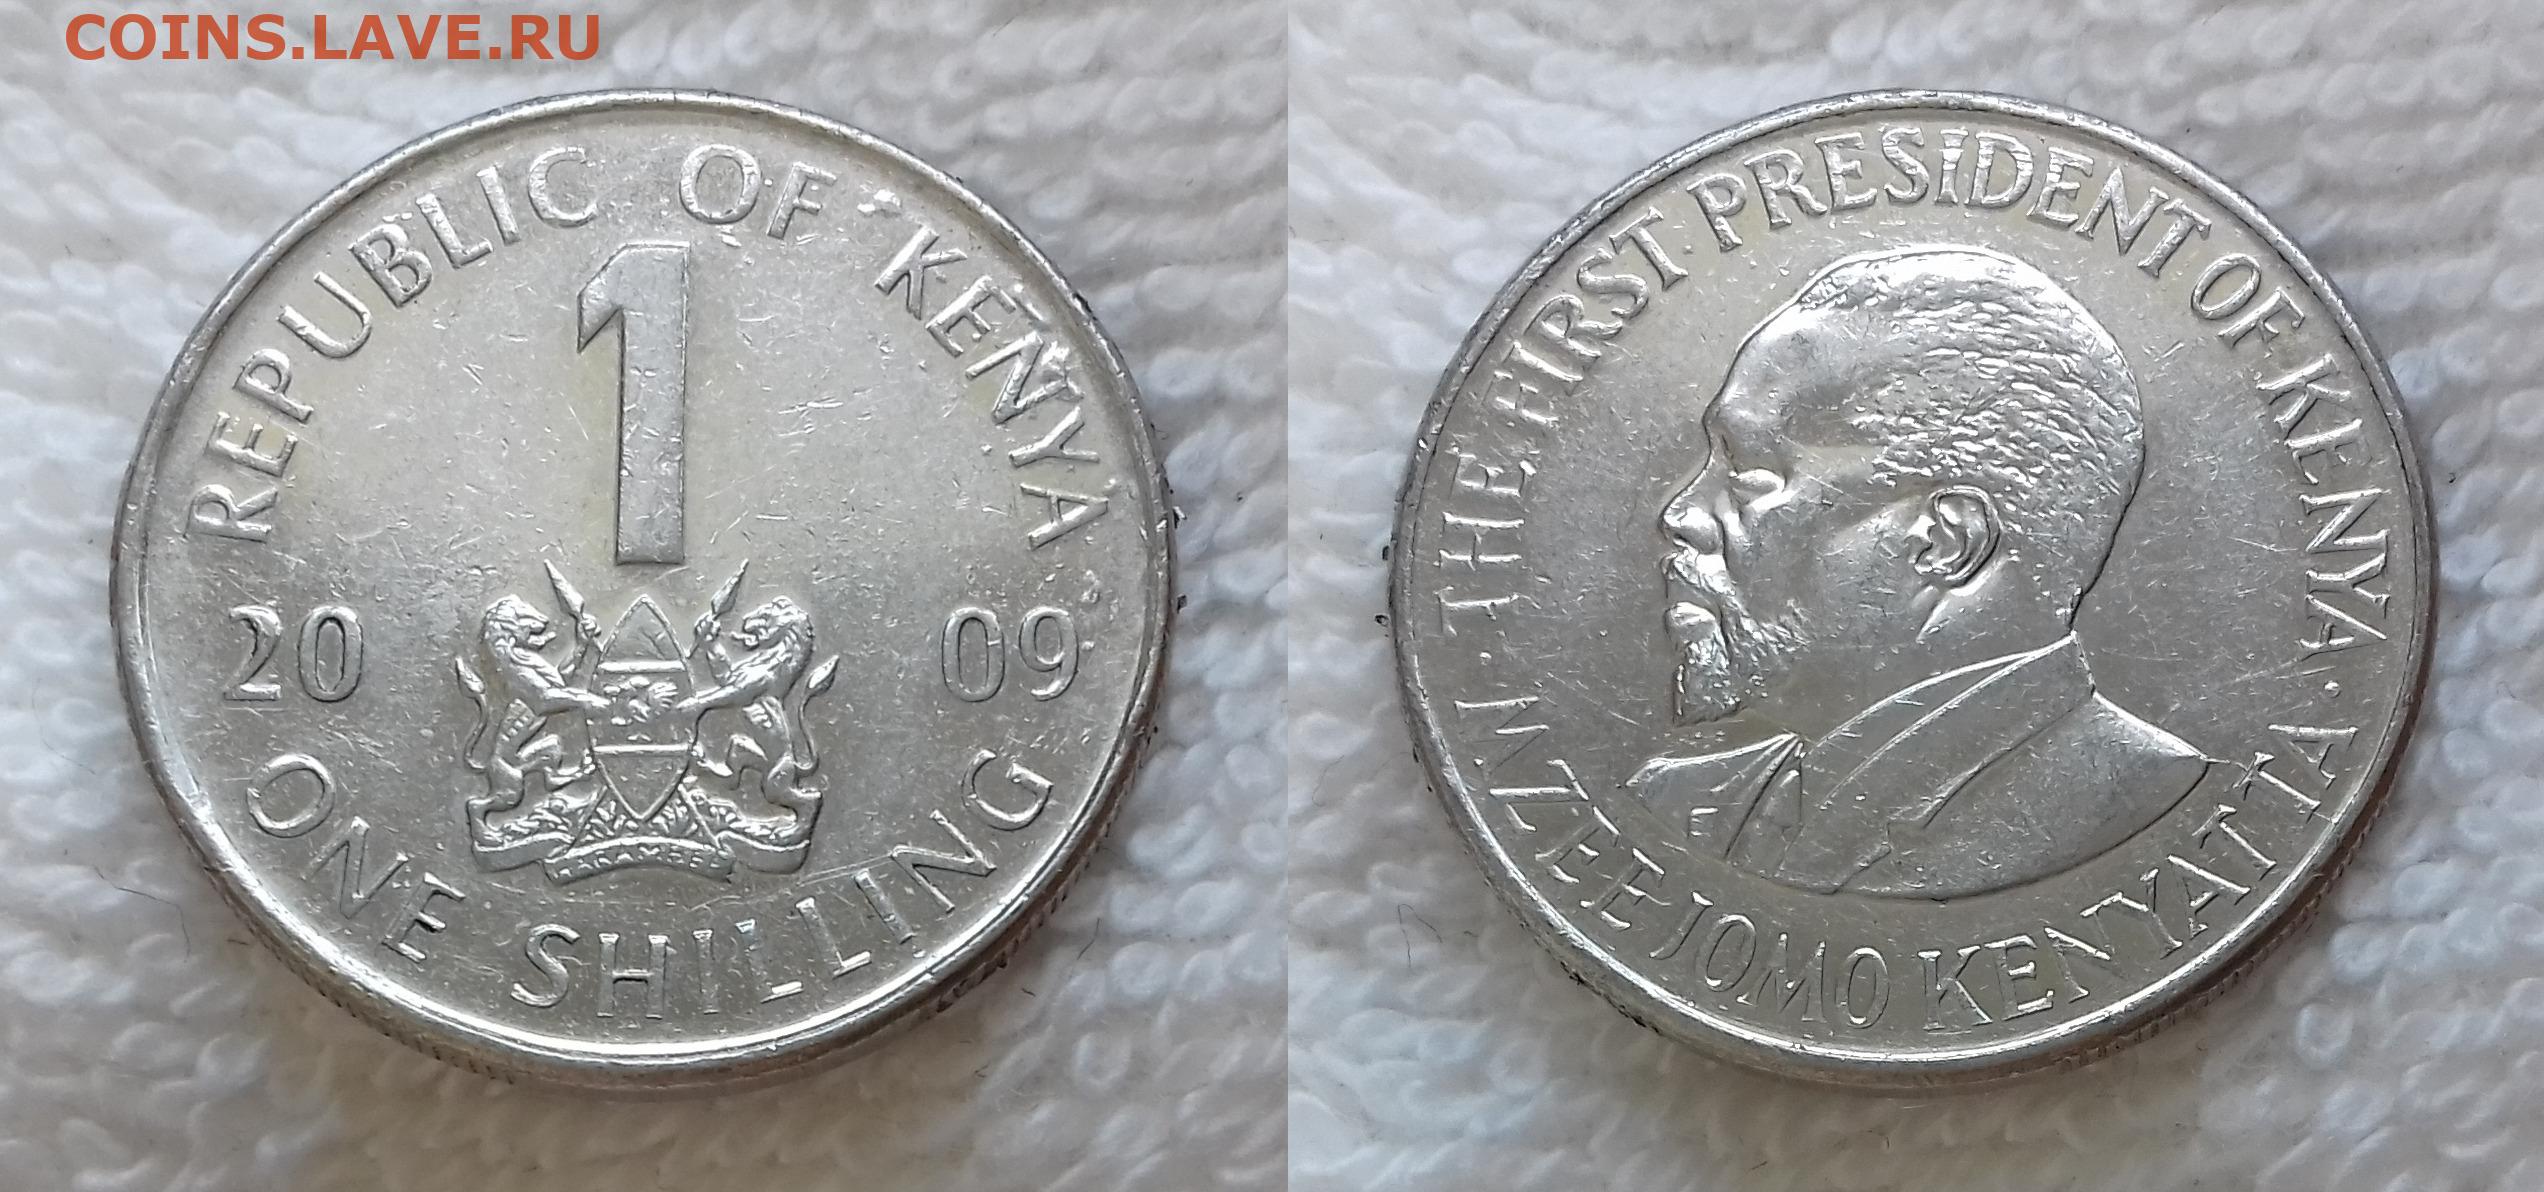 COINS.LAVE.RU
REPUBLIC OF KENYA
1
20 09
HARAMBEE
ONE SHILLING
THE FIRST PRESIDENT OF KENYA ·
MZEE JOMO KENYATTA ·
E